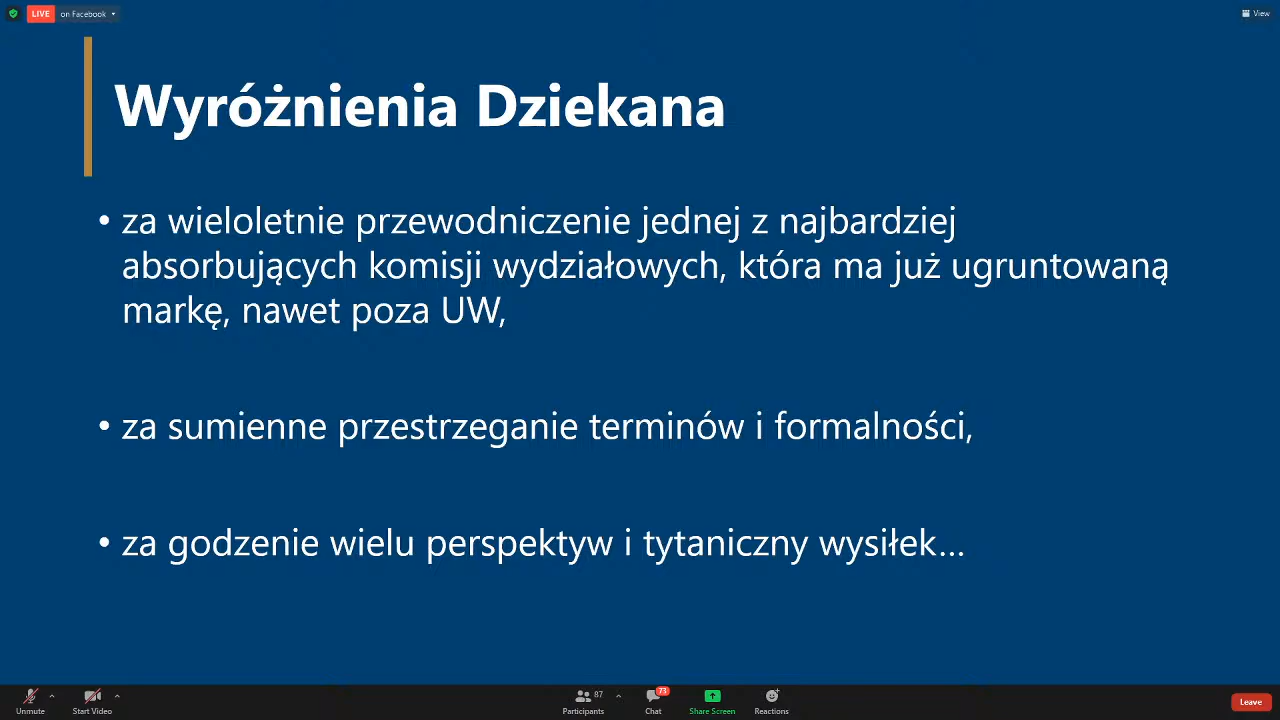 LIVE on Facebook
View
Wyróżnienia Dziekana
• za wieloletnie przewodniczenie jednej z najbardziej
absorbujących komisji wydziałowych, która ma już ugruntowaną
markę, nawet poza UW,
• za sumienne przestrzeganie terminów i formalności,
• za godzenie wielu perspektyw i tytaniczny wysiłek...
87
73
Unmute Start Video Participants Chat Share Screen Reactions Leave